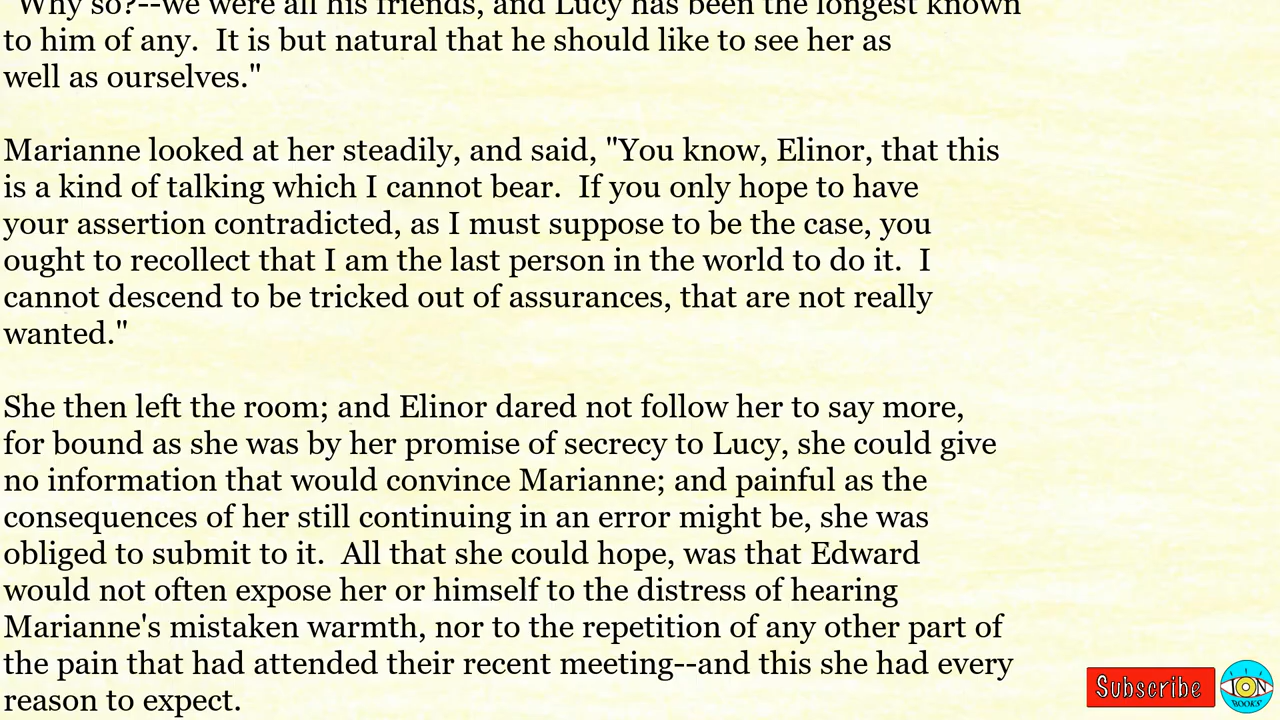 "Why so?--we were all his friends, and Lucy has been the longest known
to him of any.  It is but natural that he should like to see her as
well as ourselves."

Marianne looked at her steadily, and said, "You know, Elinor, that this
is a kind of talking which I cannot bear.  If you only hope to have
your assertion contradicted, as I must suppose to be the case, you
ought to recollect that I am the last person in the world to do it.  I
cannot descend to be tricked out of assurances, that are not really
wanted."

She then left the room; and Elinor dared not follow her to say more,
for bound as she was by her promise of secrecy to Lucy, she could give
no information that would convince Marianne; and painful as the
consequences of her still continuing in an error might be, she was
obliged to submit to it.  All that she could hope, was that Edward
would not often expose her or himself to the distress of hearing
Marianne's mistaken warmth, nor to the repetition of any other part of
the pain that had attended their recent meeting--and this she had every
reason to expect.
Subscribe
ION
BOOKS